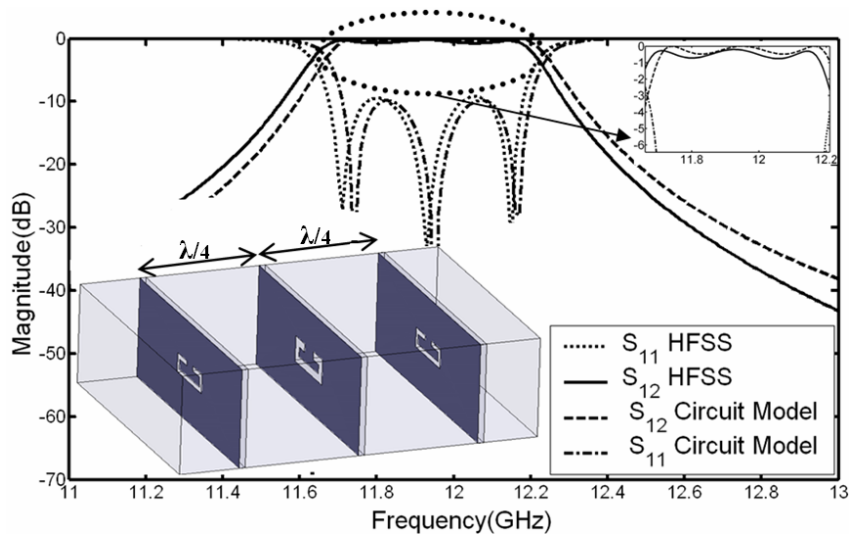 0
-10
-20
-30
-40
-50
-60
-70
Magnitude(dB)
11 11.2 11.4 11.6 11.8 12 12.2 12.4 12.6 12.8 13
Frequency(GHz)
0
-1
-2
-3
-4
-5
-6
11.8 12 12.2
λ/4 λ/4
S11 HFSS
S12 HFSS
S12 Circuit Model
S11 Circuit Model